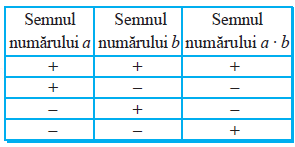 Semnul numărului a Semnul numărului b Semnul numărului a · b
+ + +
+ – –
– + –
– – +